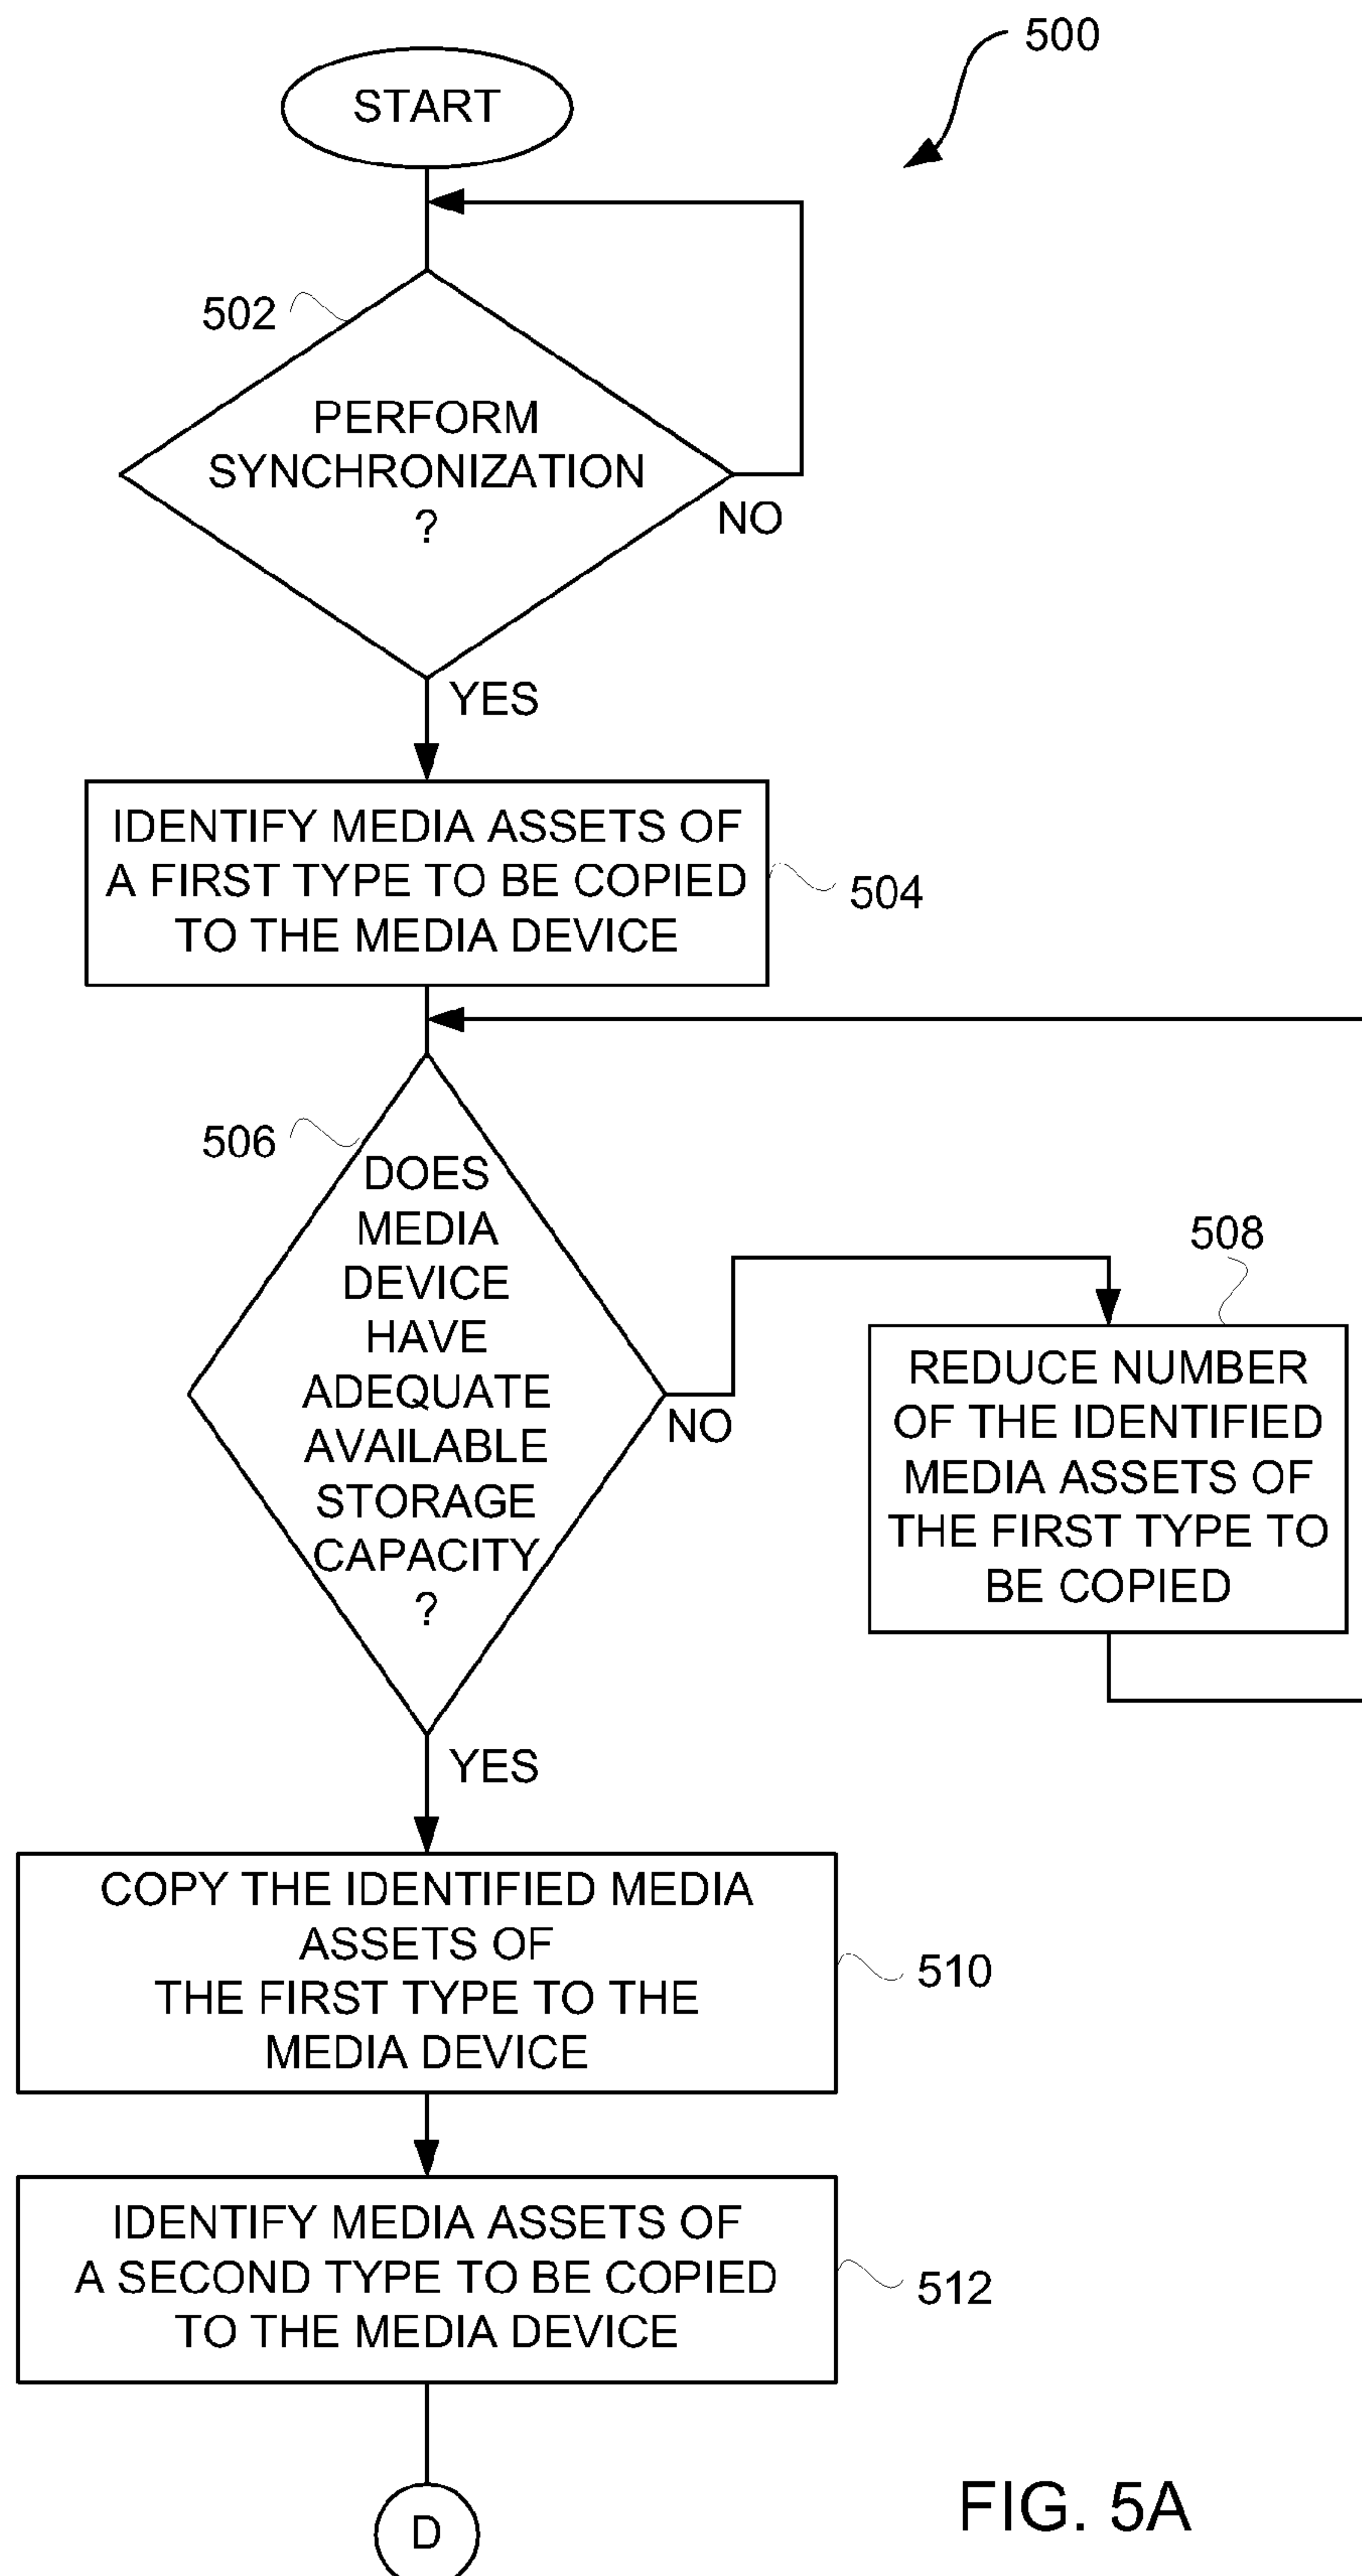 500
START
502
PERFORM
SYNCHRONIZATION
?
NO
YES
IDENTIFY MEDIA ASSETS OF
A FIRST TYPE TO BE COPIED
TO THE MEDIA DEVICE
504
506
DOES
MEDIA
DEVICE
HAVE
ADEQUATE
AVAILABLE
STORAGE
CAPACITY
?
NO
508
REDUCE NUMBER
OF THE IDENTIFIED
MEDIA ASSETS OF
THE FIRST TYPE TO
BE COPIED
YES
COPY THE IDENTIFIED MEDIA
ASSETS OF
THE FIRST TYPE TO THE
MEDIA DEVICE
510
IDENTIFY MEDIA ASSETS OF
A SECOND TYPE TO BE COPIED
TO THE MEDIA DEVICE
512
D
FIG. 5A